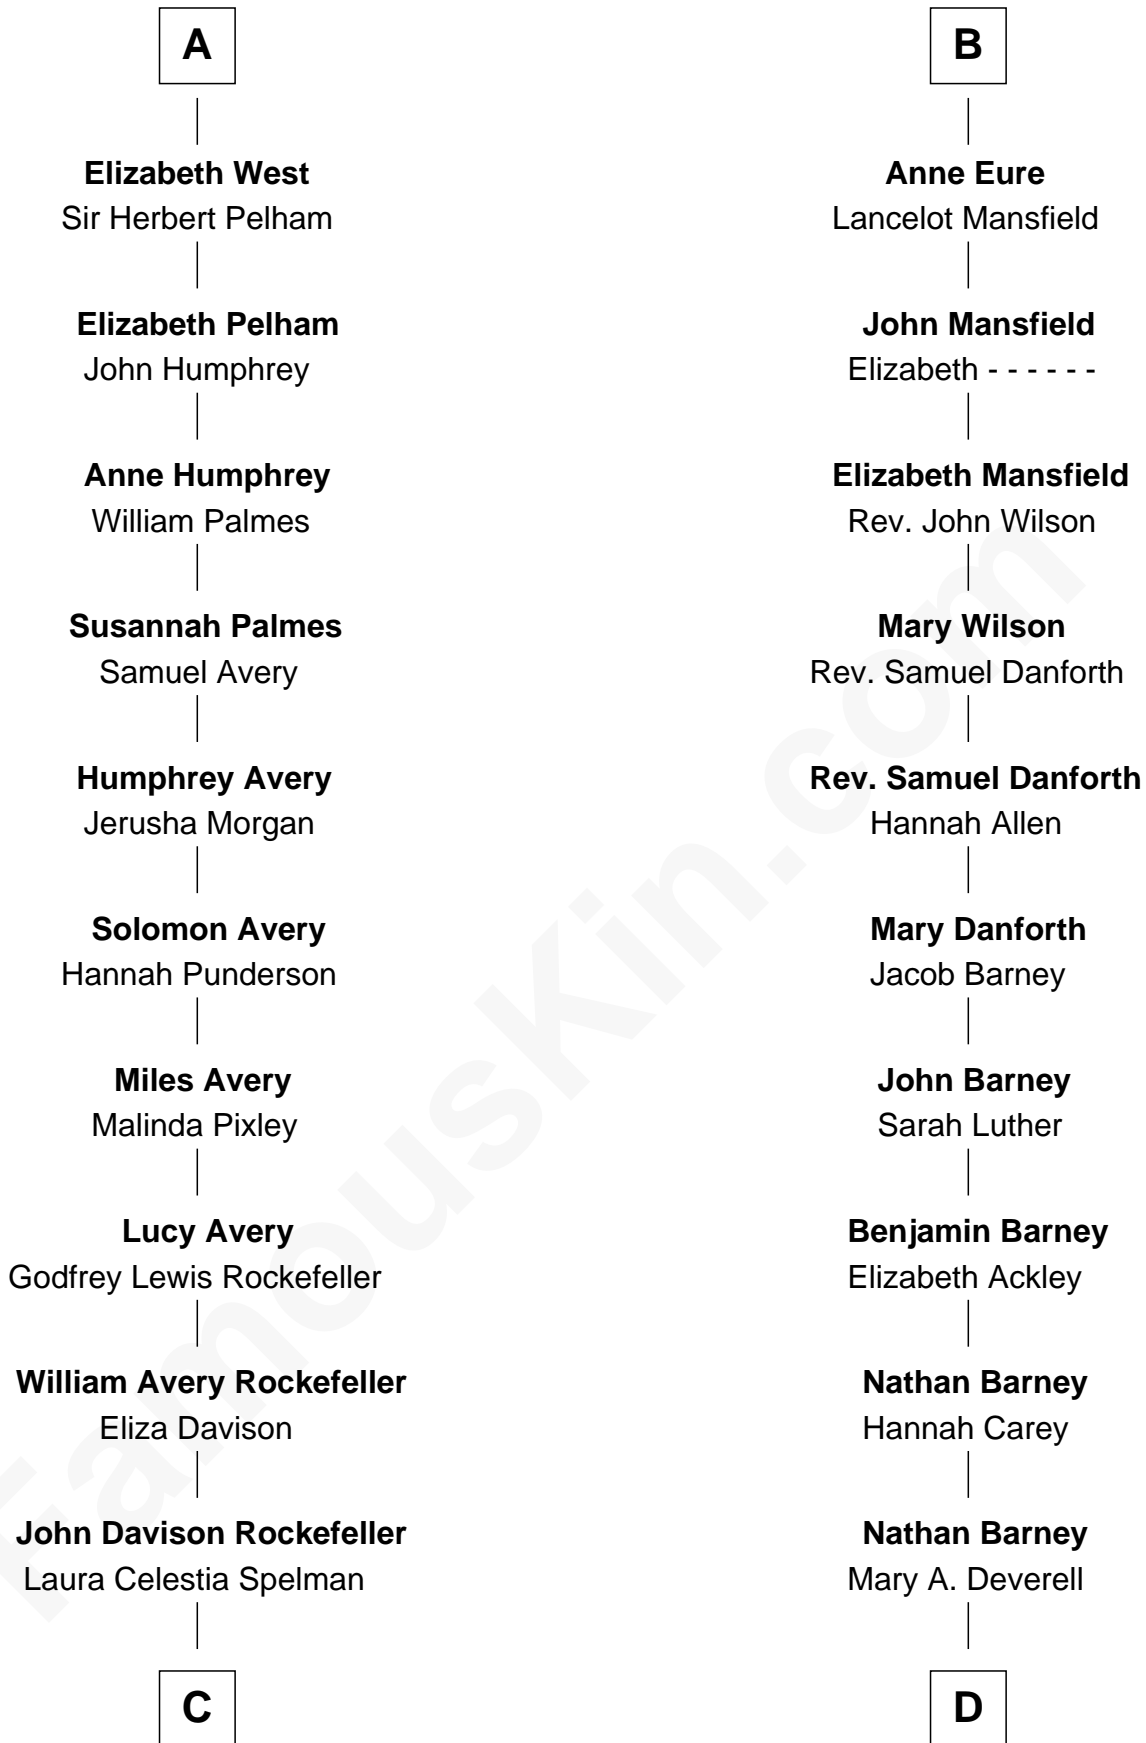 A
Elizabeth West
Sir Herbert Pelham
Elizabeth Pelham
John Humphrey
Anne Humphrey
William Palmes
Susannah Palmes
Samuel Avery
Humphrey Avery
Jerusha Morgan
Solomon Avery
Hannah Punderson
Miles Avery
Malinda Pixley
Lucy Avery
Godfrey Lewis Rockefeller
William Avery Rockefeller
Eliza Davison
John Davison Rockefeller
Laura Celestia Spelman
C
B
Anne Eure
Lancelot Mansfield
John Mansfield
Elizabeth - - - - - -
Elizabeth Mansfield
Rev. John Wilson
Mary Wilson
Rev. Samuel Danforth
Rev. Samuel Danforth
Hannah Allen
Mary Danforth
Jacob Barney
John Barney
Sarah Luther
Benjamin Barney
Elizabeth Ackley
Nathan Barney
Hannah Carey
Nathan Barney
Mary A. Deverell
D
FamousKin.com